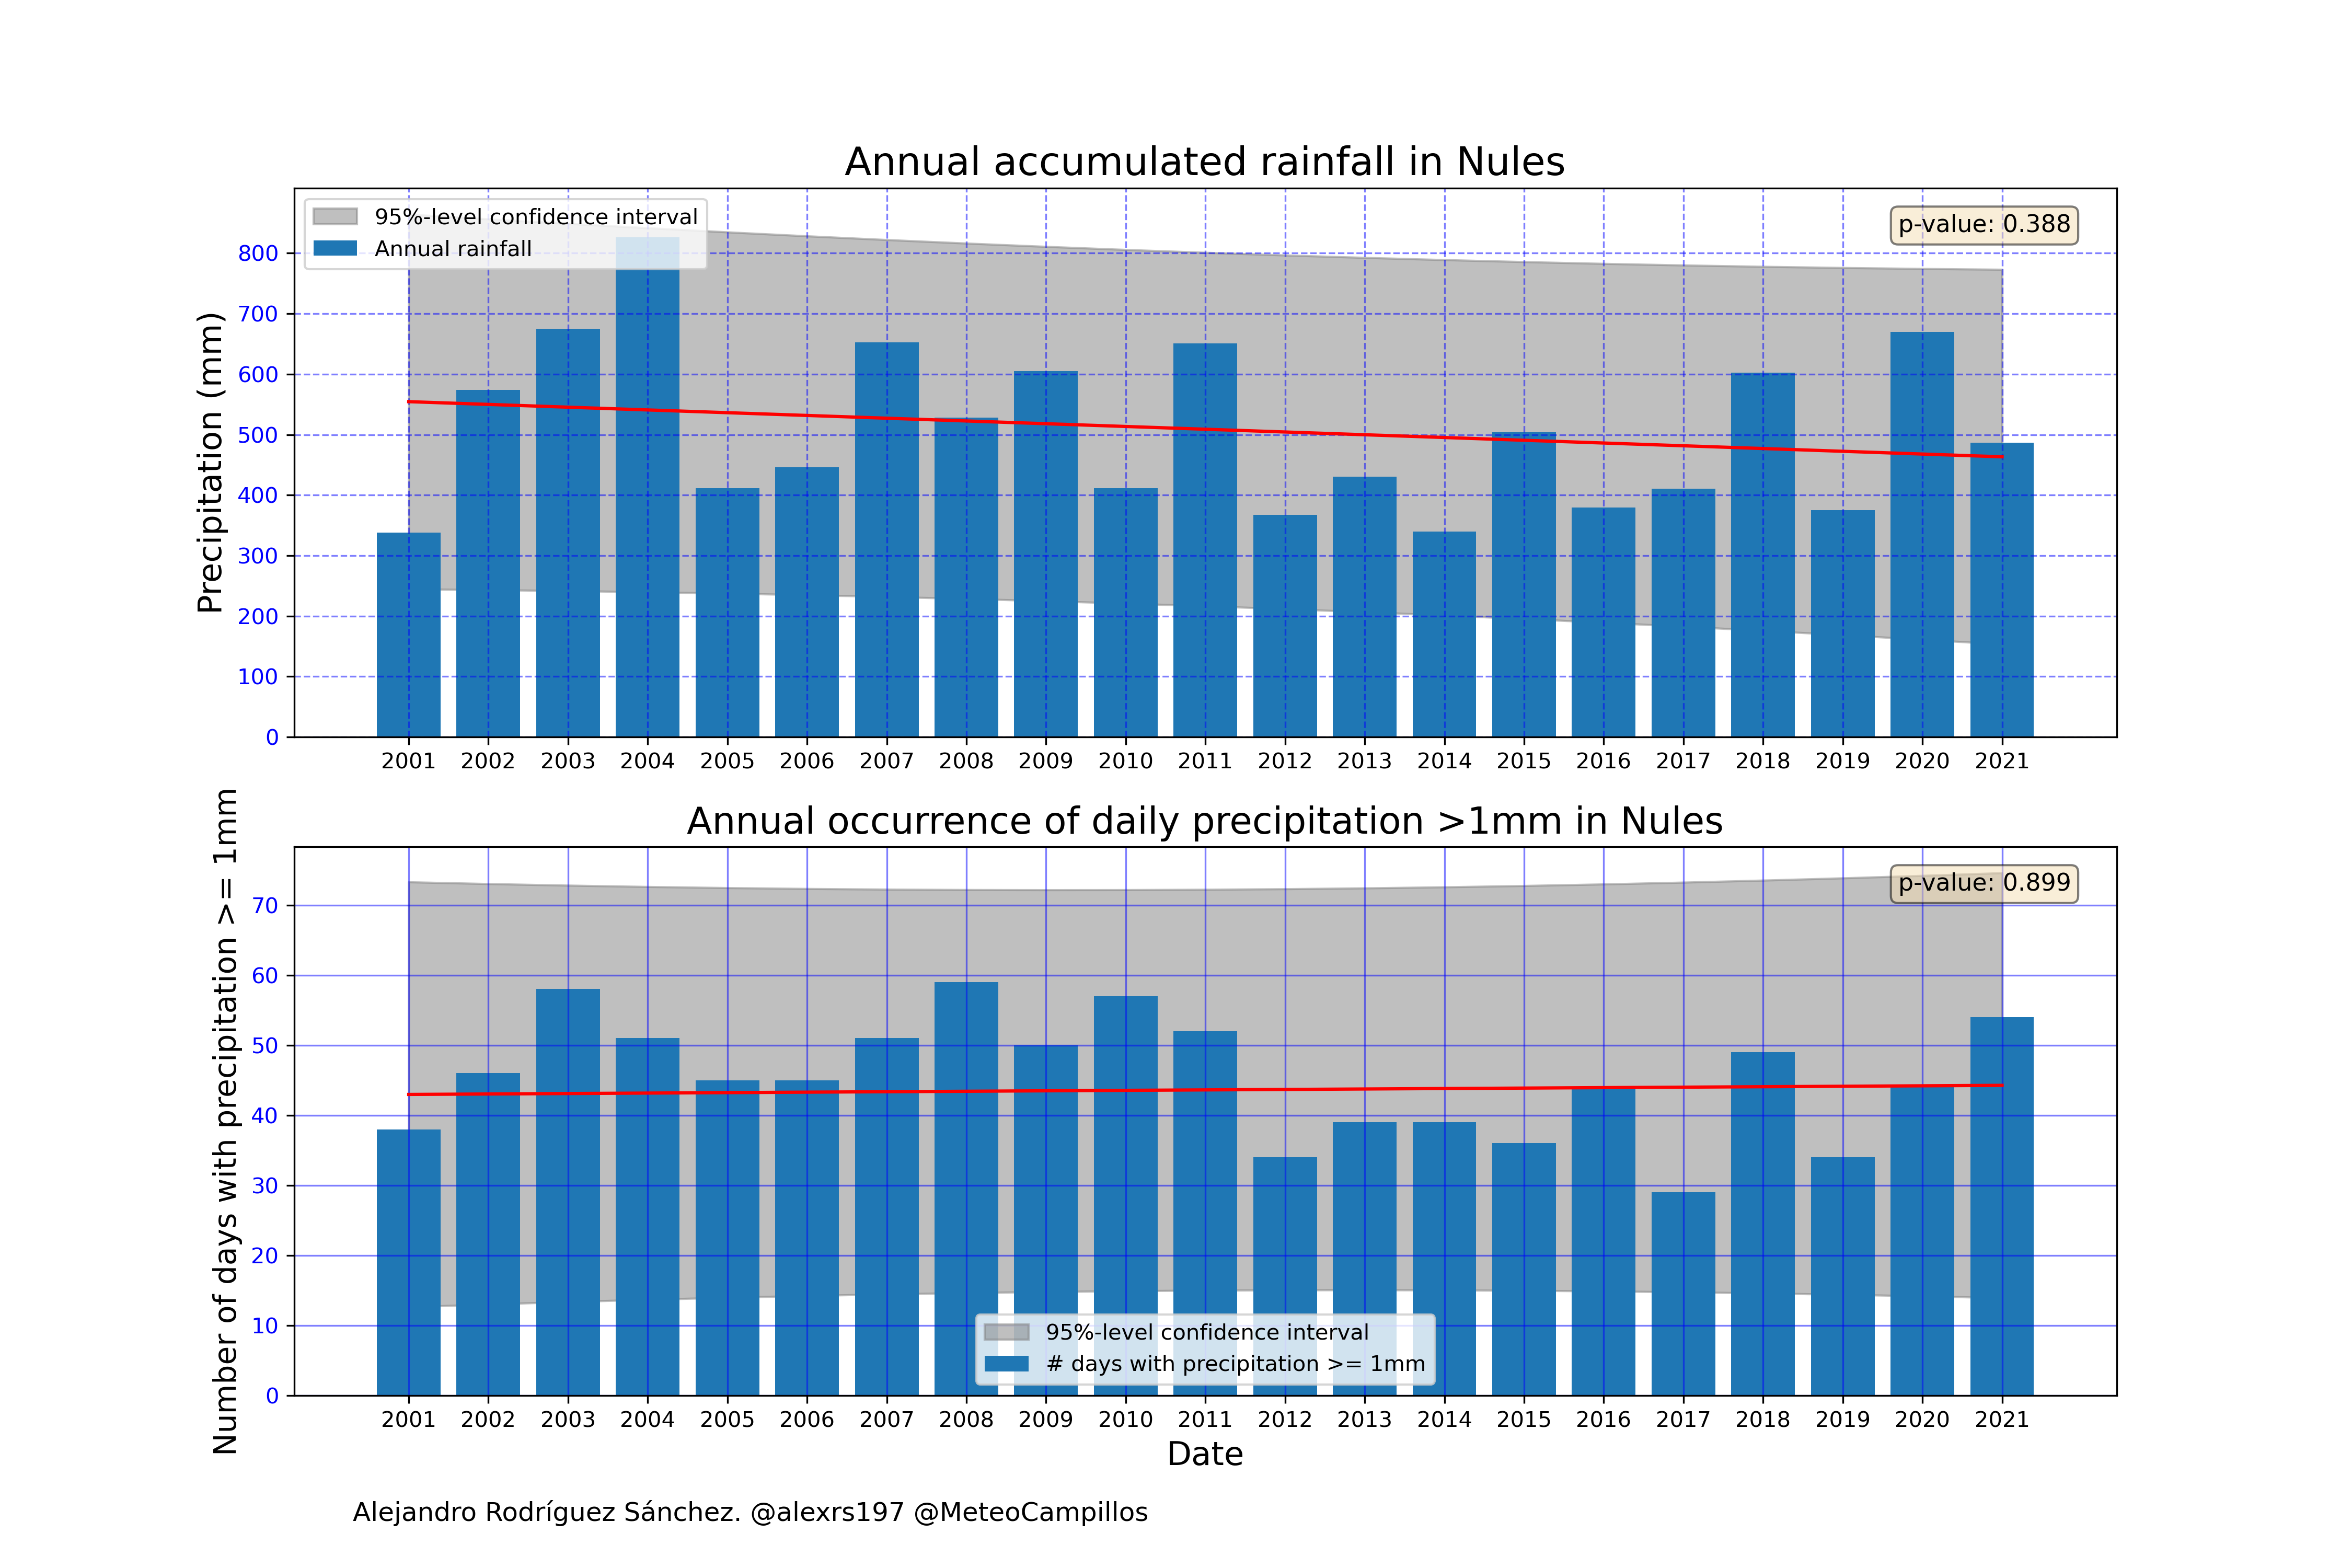 Annual accumulated rainfall in Nules
95%-level confidence interval
Annual rainfall
p-value: 0.388
Precipitation (mm)
800
700
600
500
400
300
200
100
0
2001 2002 2003 2004 2005 2006 2007 2008 2009 2010 2011 2012 2013 2014 2015 2016 2017 2018 2019 2020 2021
Annual occurrence of daily precipitation >1mm in Nules
p-value: 0.899
Number of days with precipitation >= 1mm
70
60
50
40
30
20
10
0
95%-level confidence interval
# days with precipitation >= 1mm
2001 2002 2003 2004 2005 2006 2007 2008 2009 2010 2011 2012 2013 2014 2015 2016 2017 2018 2019 2020 2021
Date
Alejandro Rodríguez Sánchez. @alexrs197 @MeteoCampillos